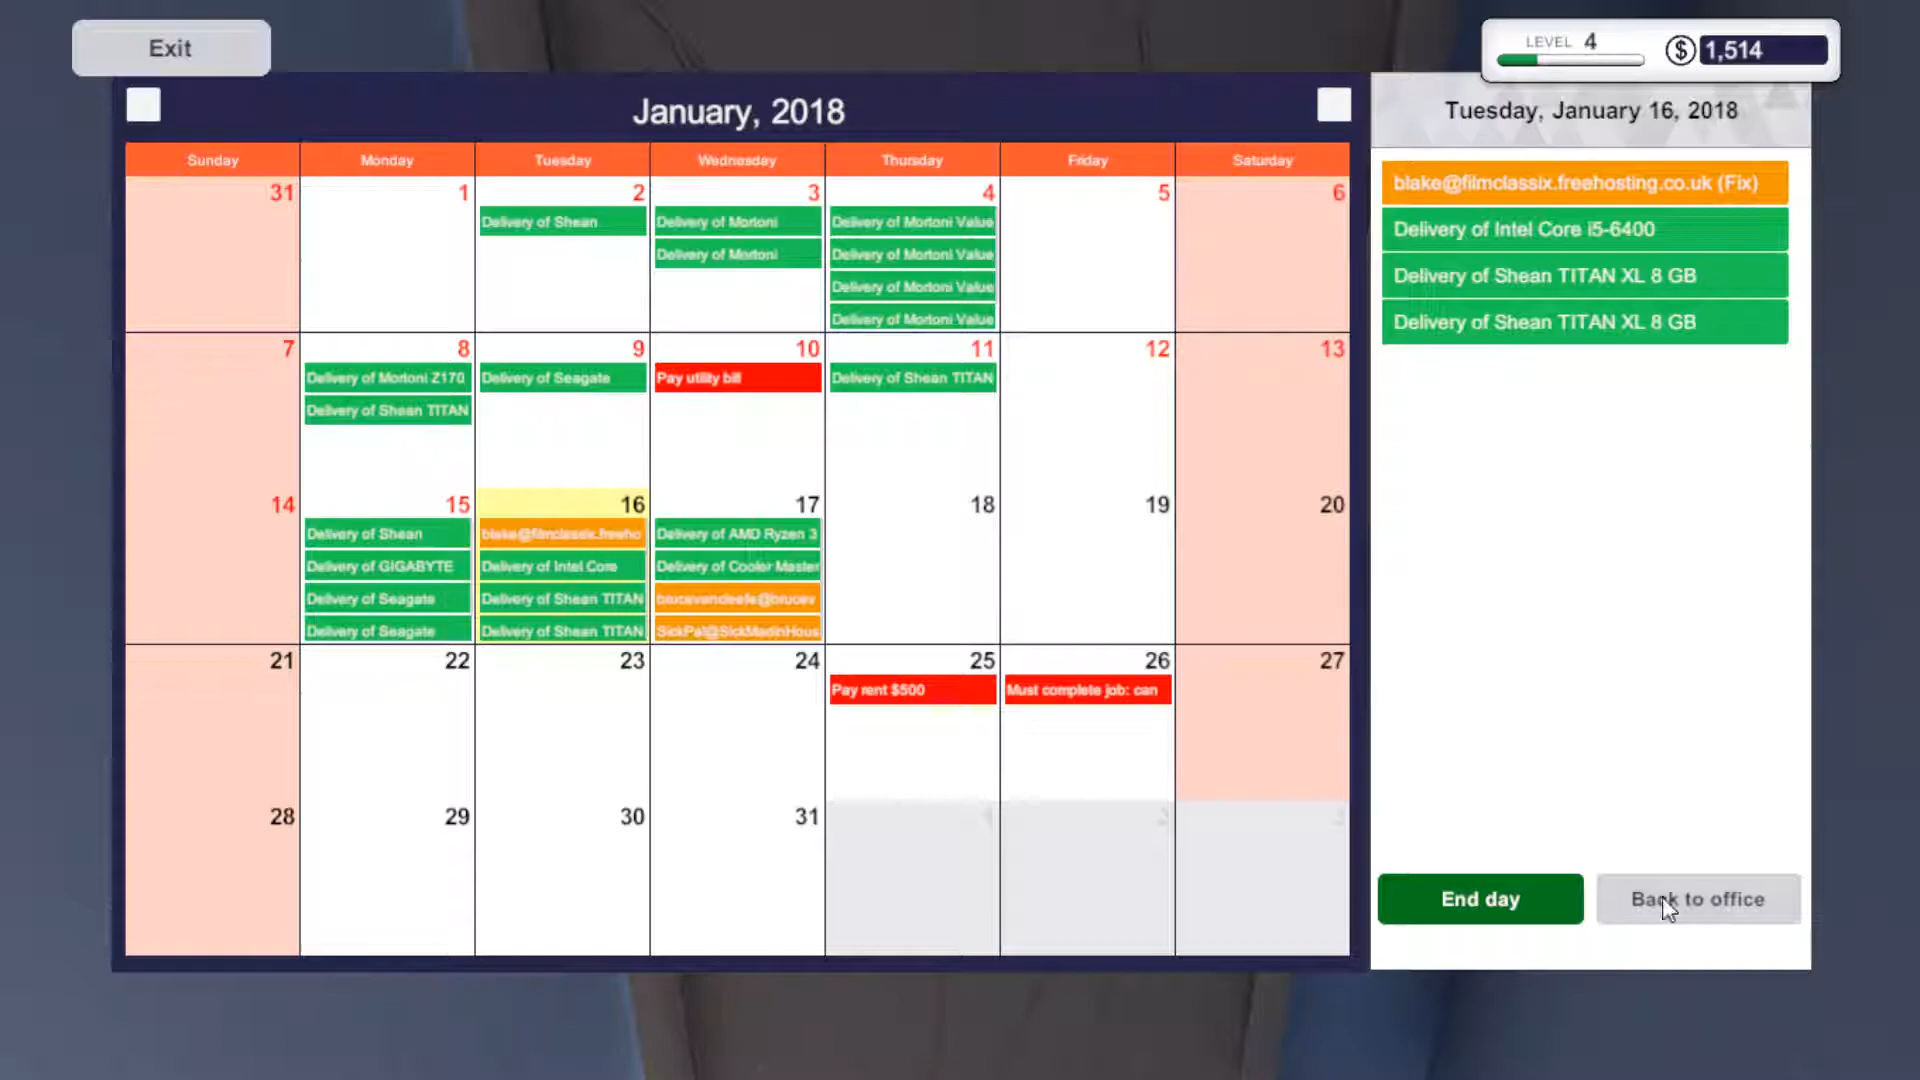 Exit
LEVEL 4
$ 1,514
January, 2018
Tuesday, January 16, 2018
Sunday Monday Tuesday Wednesday Thursday Friday Saturday
31 1 2 3 4 5 6
Delivery of Shean
Delivery of Mortoni
Delivery of Mortoni
Delivery of Mortoni Value
Delivery of Mortoni Value
Delivery of Mortoni Value
Delivery of Mortoni Value
7 8 9 10 11 12 13
Delivery of Mortoni Z170
Delivery of Shean TITAN
Delivery of Seagate
Pay utility bill
Delivery of Shean TITAN
14 15 16 17 18 19 20
Delivery of Shean
Delivery of GIGABYTE
Delivery of Seagate
Delivery of Seagate
blake@filmclassix.freeho
Delivery of Intel Core
Delivery of Shean TITAN
Delivery of Shean TITAN
Delivery of AMD Ryzen 3
Delivery of Cooler Master
brucevancleefe@brucev
21 22 23 24 25 26 27
Pay rent $500
Must complete job: can
28 29 30 31
blake@filmclassix.freehosting.co.uk (Fix)
Delivery of Intel Core i5-6400
Delivery of Shean TITAN XL 8 GB
Delivery of Shean TITAN XL 8 GB
End day
Back to office